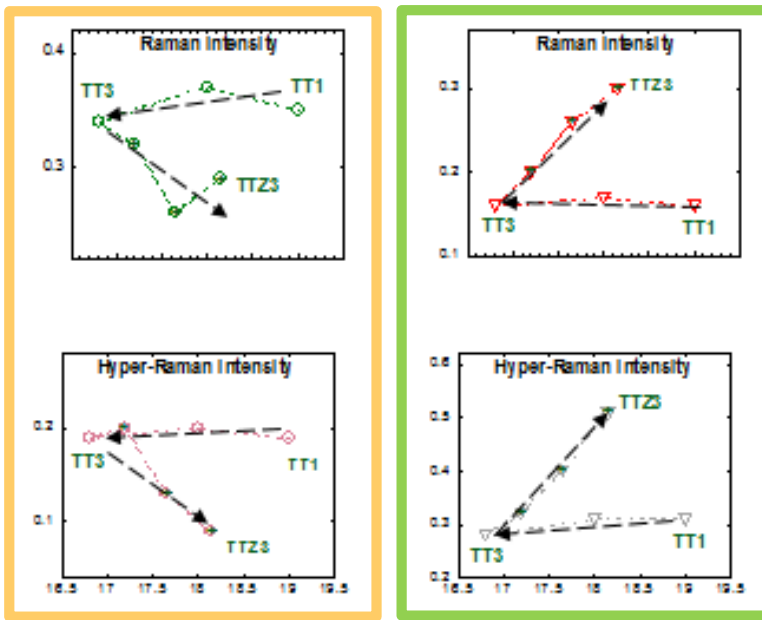 Raman Intensity
0.4
TT3
TT1
0.3
TTZ3
Raman Intensity
0.3
TTZ3
0.2
TT3
TT1
0.1
Hyper-Raman Intensity
0.2
TT3
TT1
0.1
TTZ3
16.5 17 17.5 18 18.5 19 19.5
Hyper-Raman Intensity
0.6
TTZ3
0.5
0.4
0.3
TT3
TT1
0.2
16.5 17 17.5 18 18.5 19 19.5